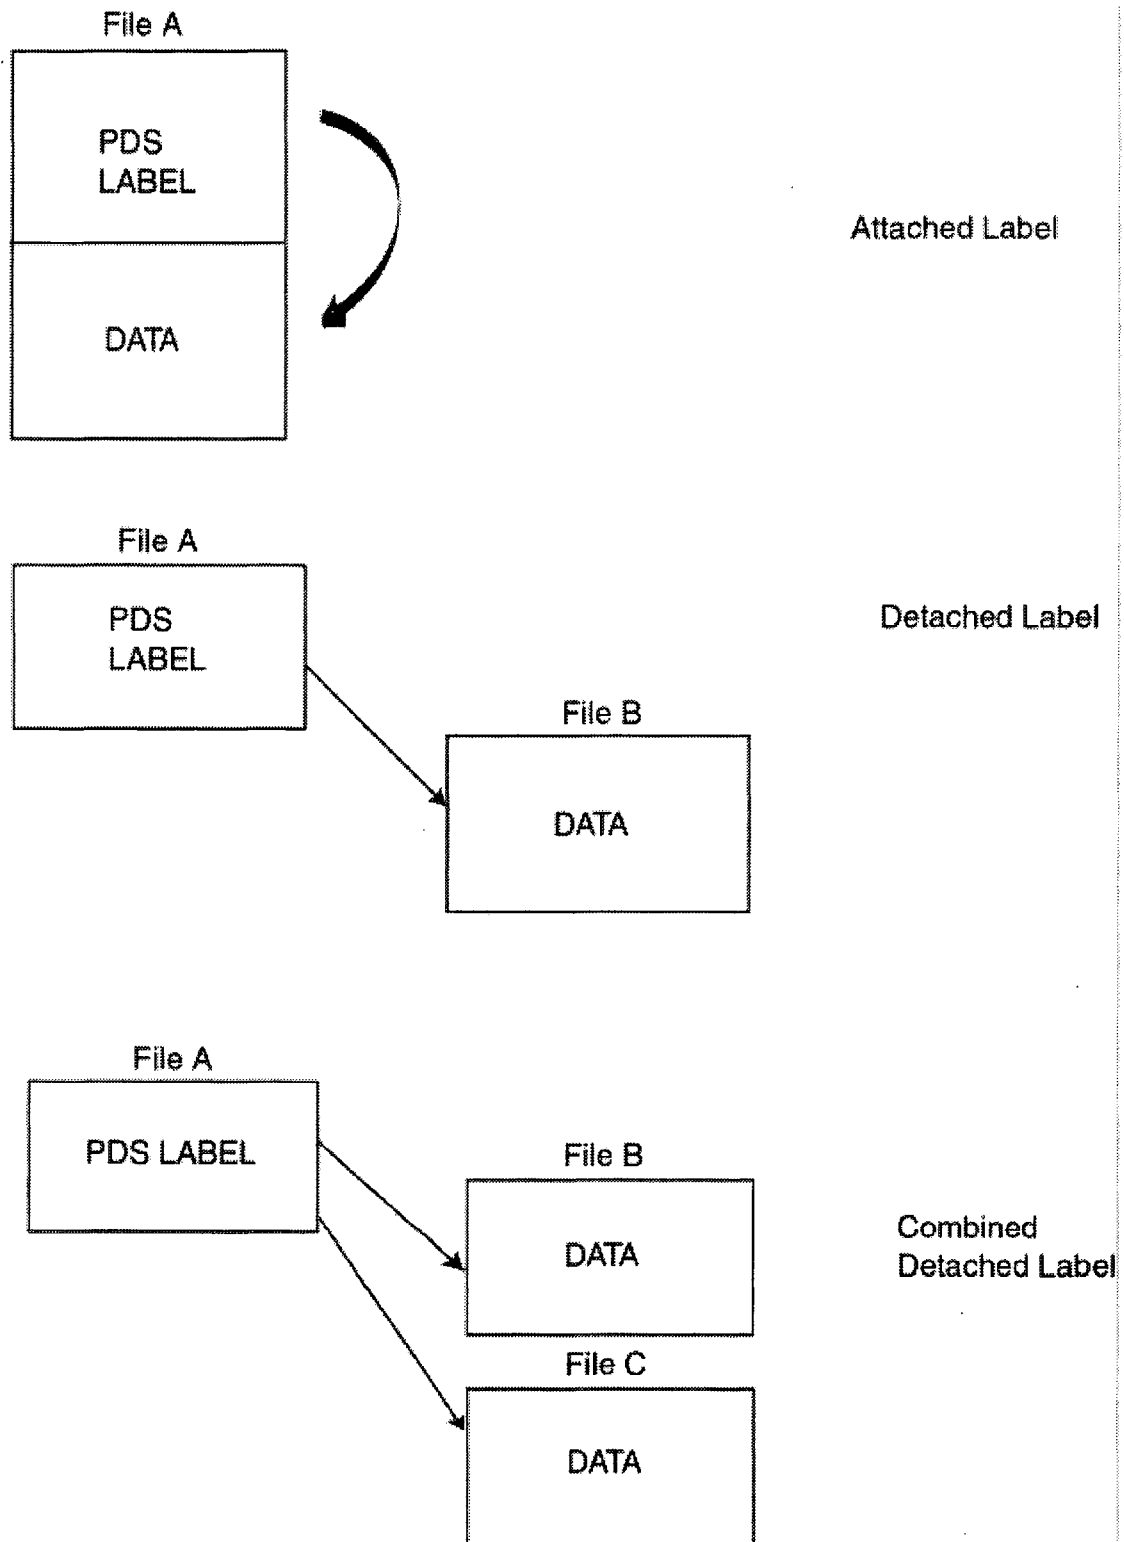 File A
PDS
LABEL
Attached Label
DATA
File A
PDS
LABEL
Detached Label
File B
DATA
File A
PDS LABEL
File B
DATA
Combined
Detached Label
File C
DATA